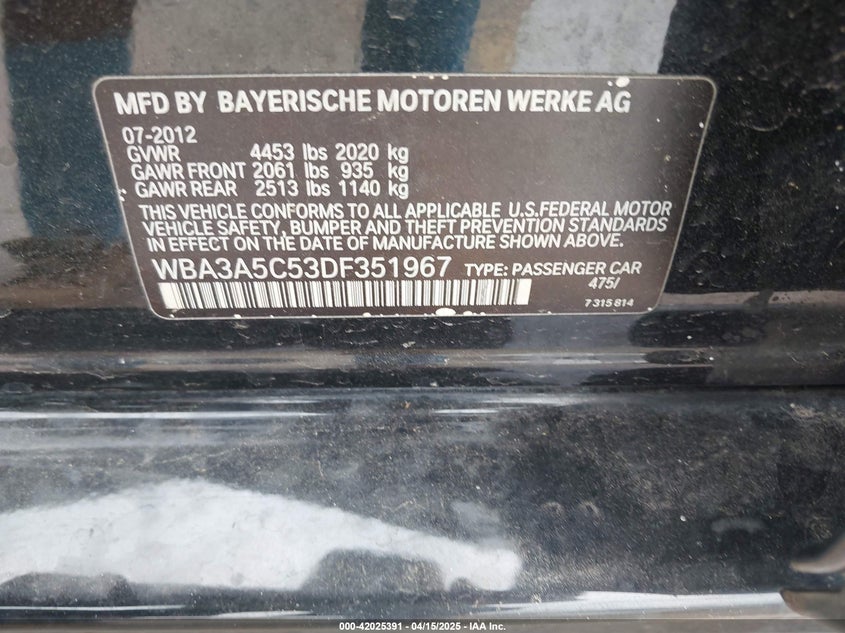 MFD BY BAYERISCHE MOTOREN WERKE AG
07-2012
GVWR 4453 lbs 2020 kg
GAWR FRONT 2061 lbs 935 kg
GAWR REAR 2513 lbs 1140 kg
THIS VEHICLE CONFORMS TO ALL APPLICABLE U.S.FEDERAL MOTOR
VEHICLE SAFETY, BUMPER AND THEFT PREVENTION STANDARDS
IN EFFECT ON THE DATE OF MANUFACTURE.
WBA3A5C53DF351967 TYPE: PASSENGER CAR
475/
7 315 814
000-42025391 - 04/15/2025 - IAA Inc.